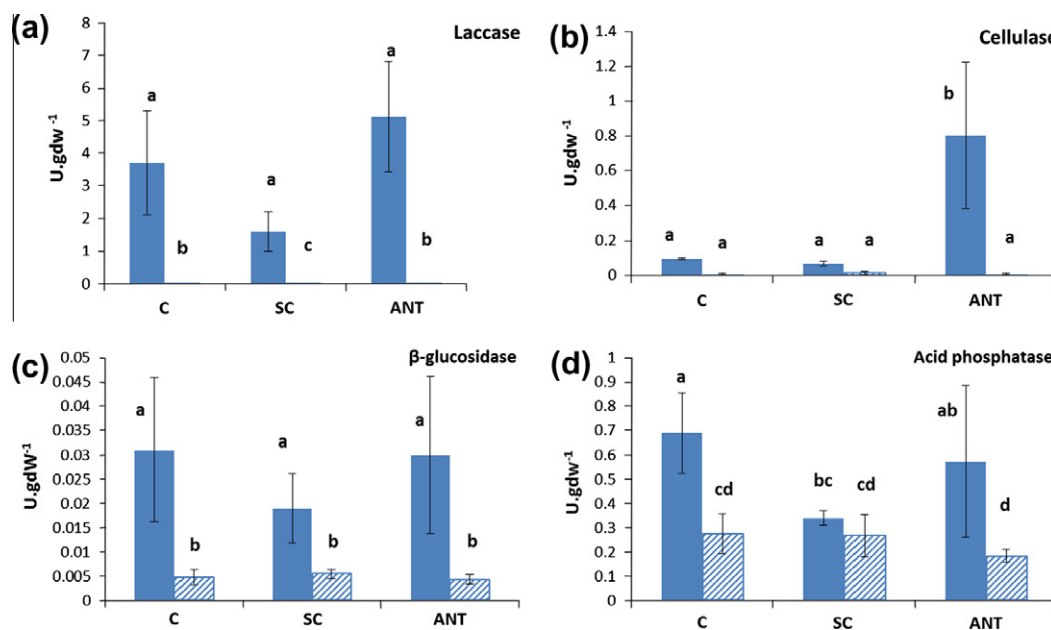 (a)
Laccase
U.gdw⁻¹
8
7
6
5
4
3
2
1
0
a
b
a
c
a
b
C SC ANT
(b)
Cellulase
U.gdw⁻¹
1.4
1.2
1
0.8
0.6
0.4
0.2
0
a
a
a
a
b
a
C SC ANT
(c)
β-glucosidase
U.gdW⁻¹
0.05
0.045
0.04
0.035
0.03
0.025
0.02
0.015
0.01
0.005
0
a
b
a
b
a
b
C SC ANT
(d)
Acid phosphatase
U.gdw⁻¹
1
0.9
0.8
0.7
0.6
0.5
0.4
0.3
0.2
0.1
0
a
cd
bc
cd
ab
d
C SC ANT